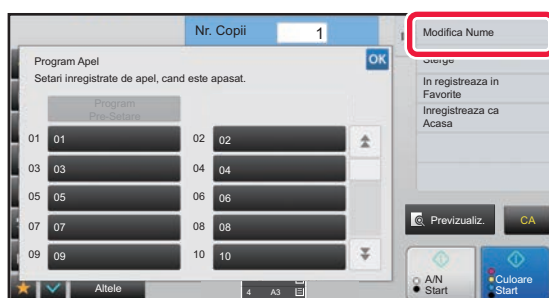 Nr. Copii 1
Program Apel
OK
Setari inregistrate de apel, cand este apasat.
Program
Pre-Setare
01 01
02 02
03 03
04 04
05 05
06 06
07 07
08 08
09 09
10 10
Altele
4 A3
Modifica Nume
Sterge
In registreaza in
Favorite
Inregistreaza ca
Acasa
Previzualiz.
CA
A/N
Start
Culoare
Start